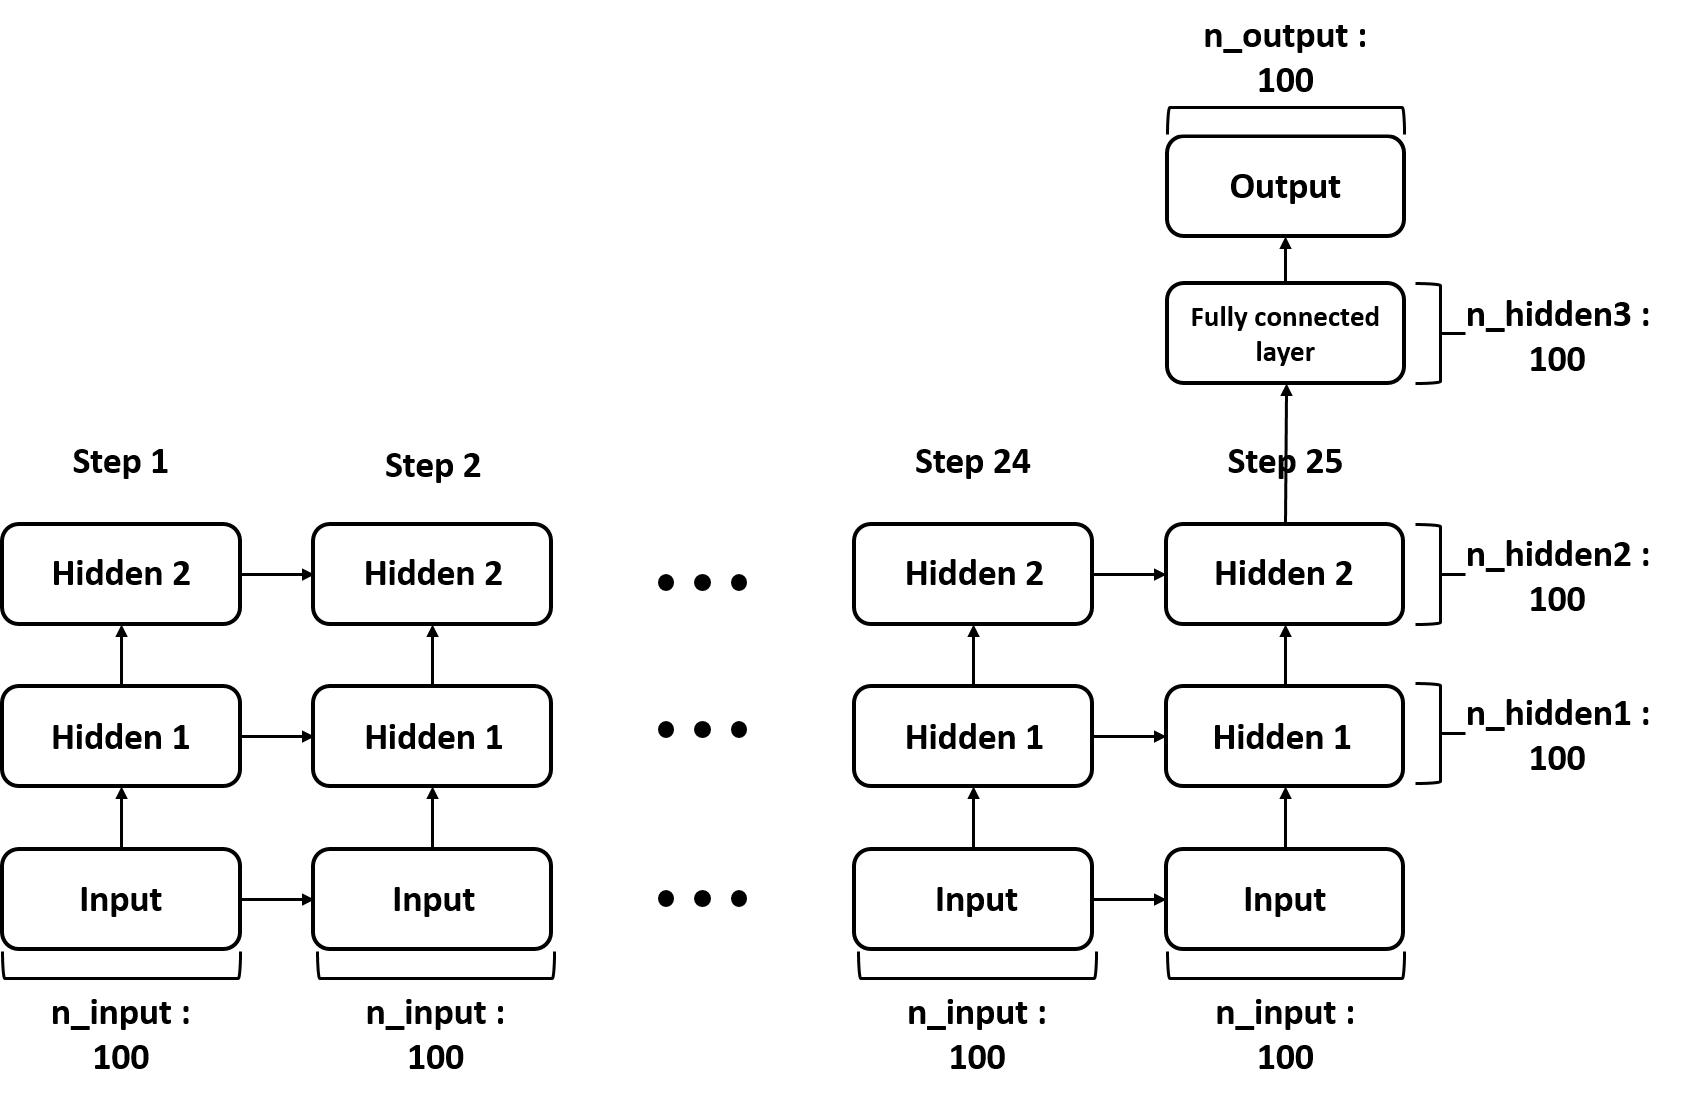 n_output :
100
Output
Fully connected
layer
n_hidden3 :
100
Step 1
Step 2
Step 24
Step 25
Hidden 2
Hidden 2
Hidden 2
Hidden 2
n_hidden2 :
100
Hidden 1
Hidden 1
Hidden 1
Hidden 1
n_hidden1 :
100
Input
Input
Input
Input
n_input :
100
n_input :
100
n_input :
100
n_input :
100